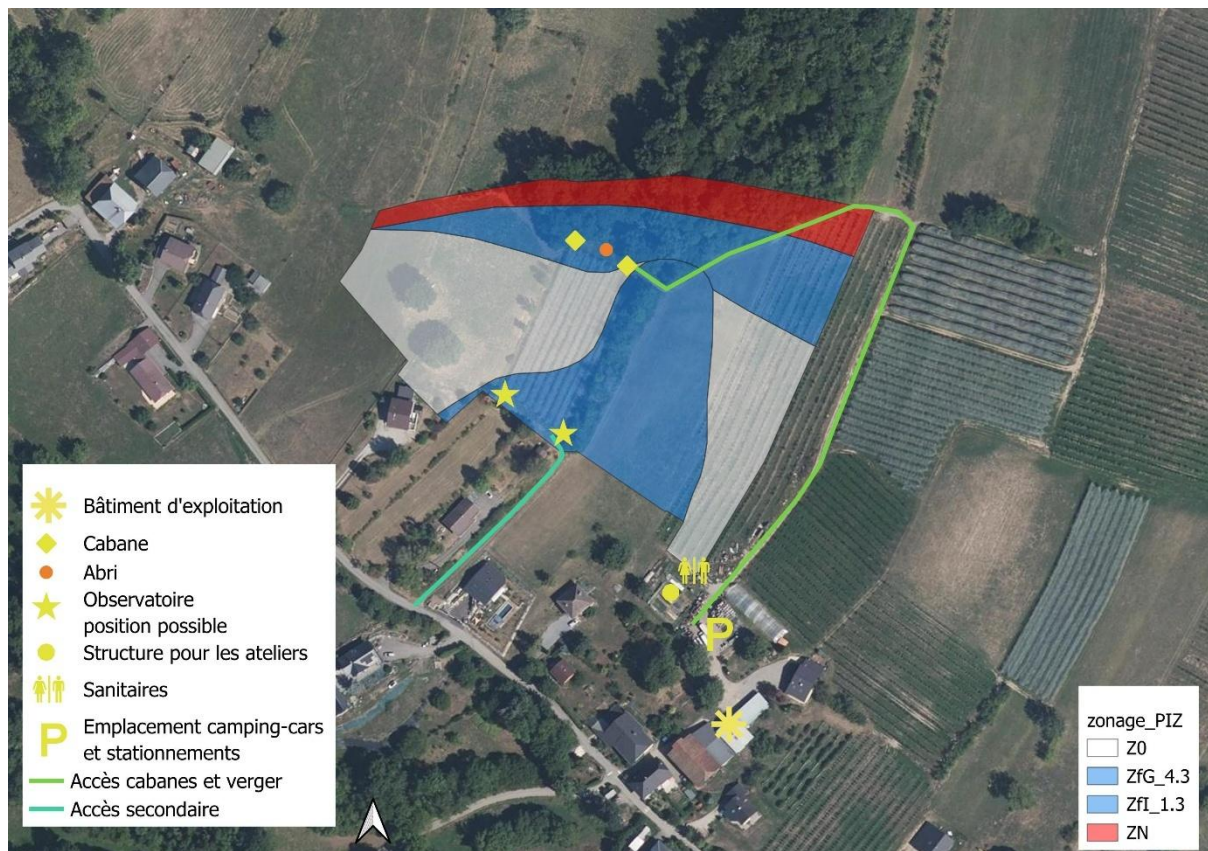 P
Bâtiment d'exploitation
Cabane
Abri
Observatoire
position possible
Structure pour les ateliers
Sanitaires
P Emplacement camping-cars
et stationnements
Accès cabanes et verger
Accès secondaire
zonage_PIZ
Z0
ZfG_4.3
ZfI_1.3
ZN